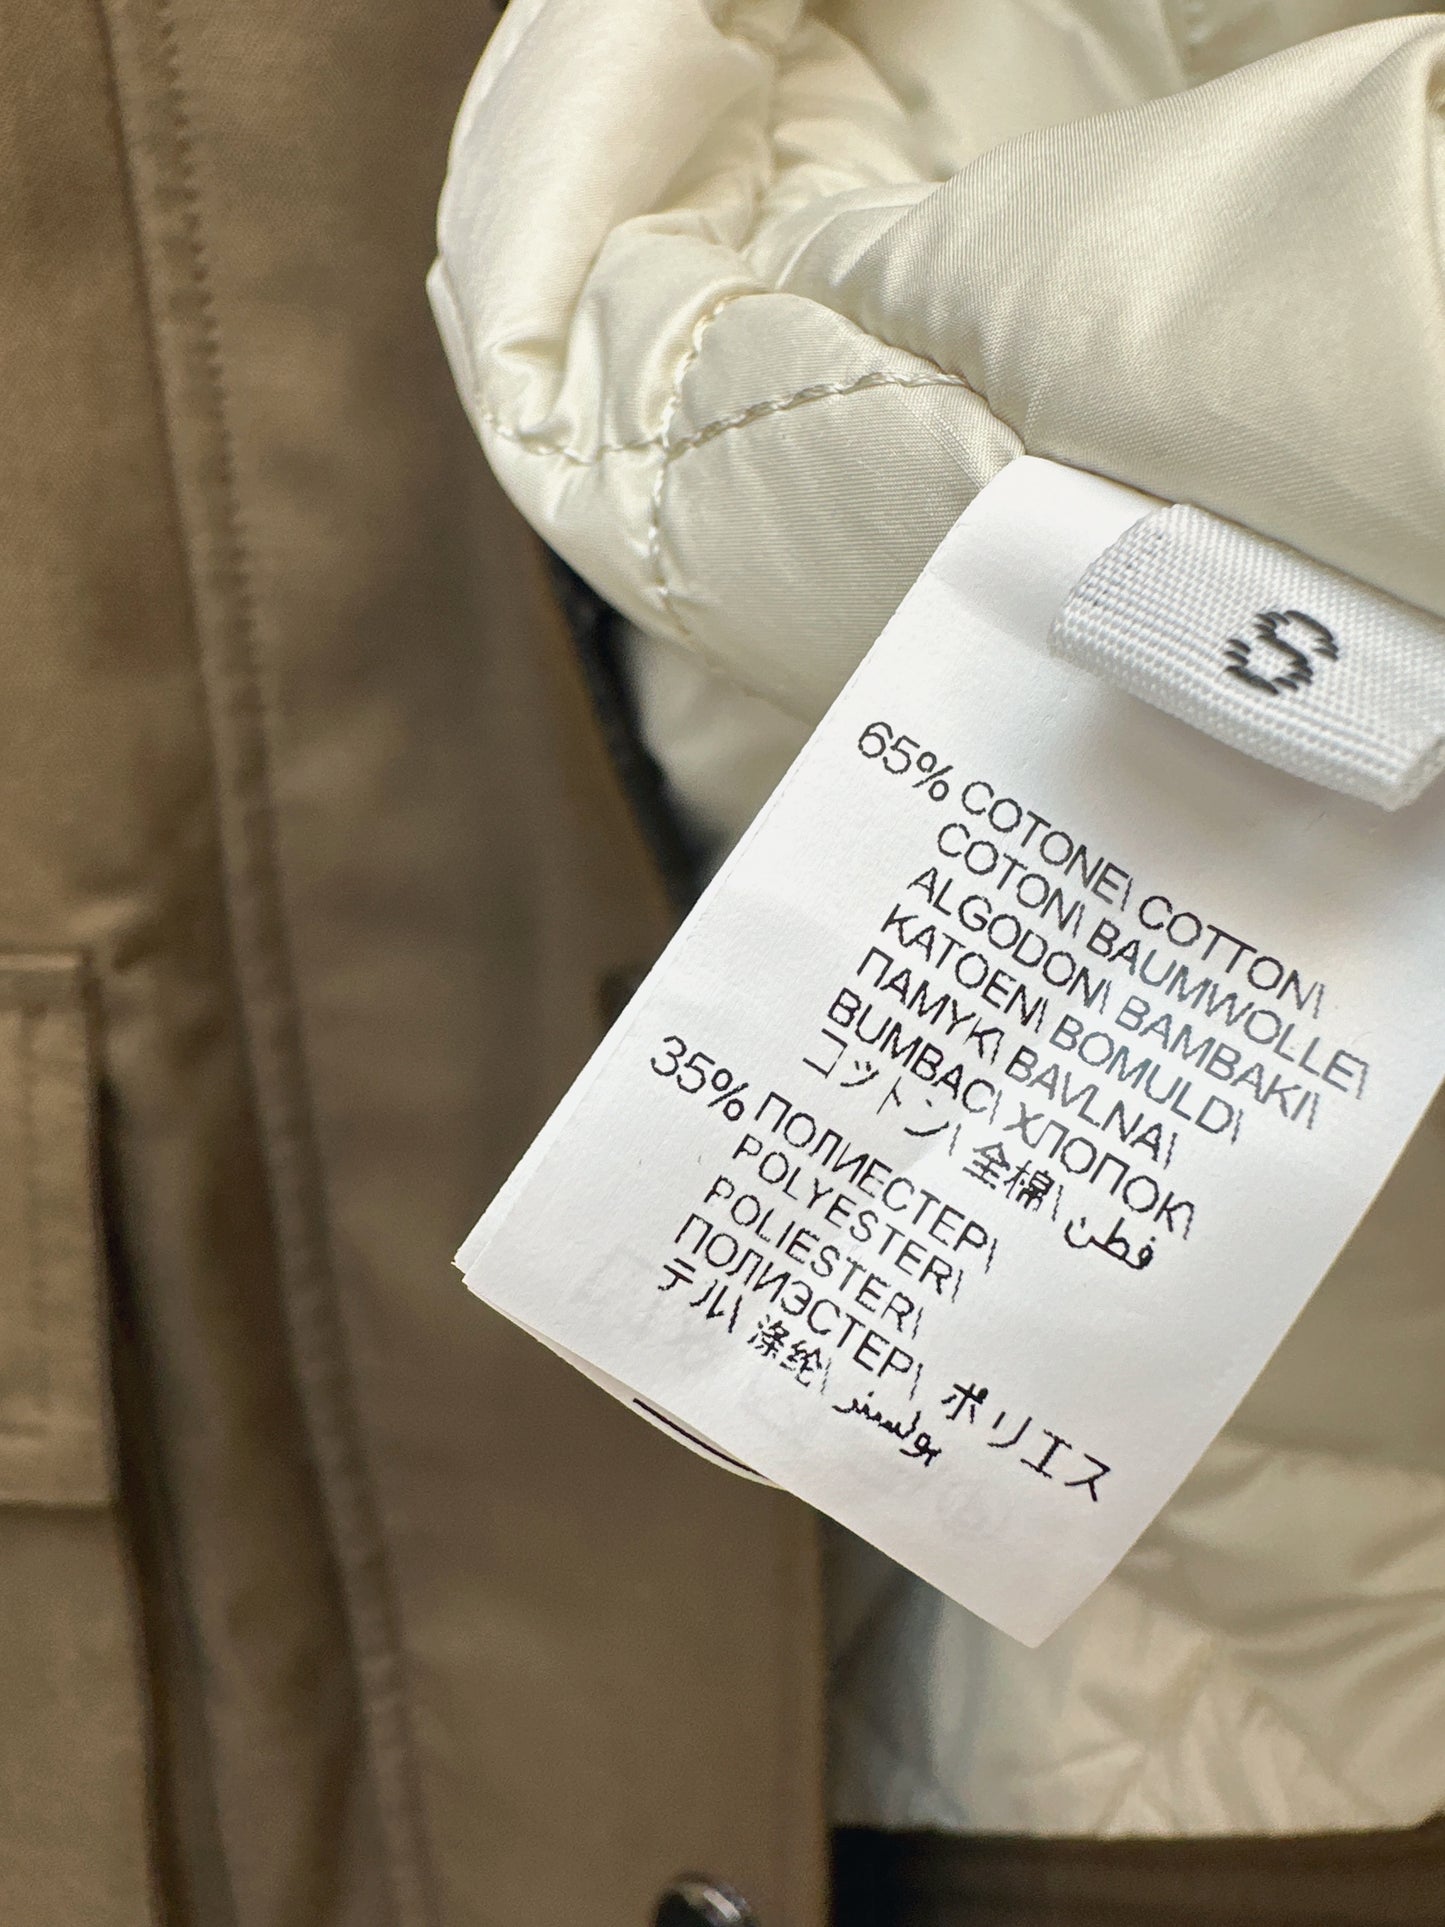 S
65% COTONE\ COTTON\
COTON\ BAUMWOLLE\
ALGODON\ BAMBAKI\
KATOEN\ BOMULD\
ПАМУК\ BAVLNA\
BUMBAC\ ХЛОПОК\
コットン\ 全棉\ قطن
35% ПОЛИЕСТЕР\
POLYESTER\
POLIESTER\
ПОЛИЭСТЕР\ ポリエス
テル\ 涤纶\ بوليستر